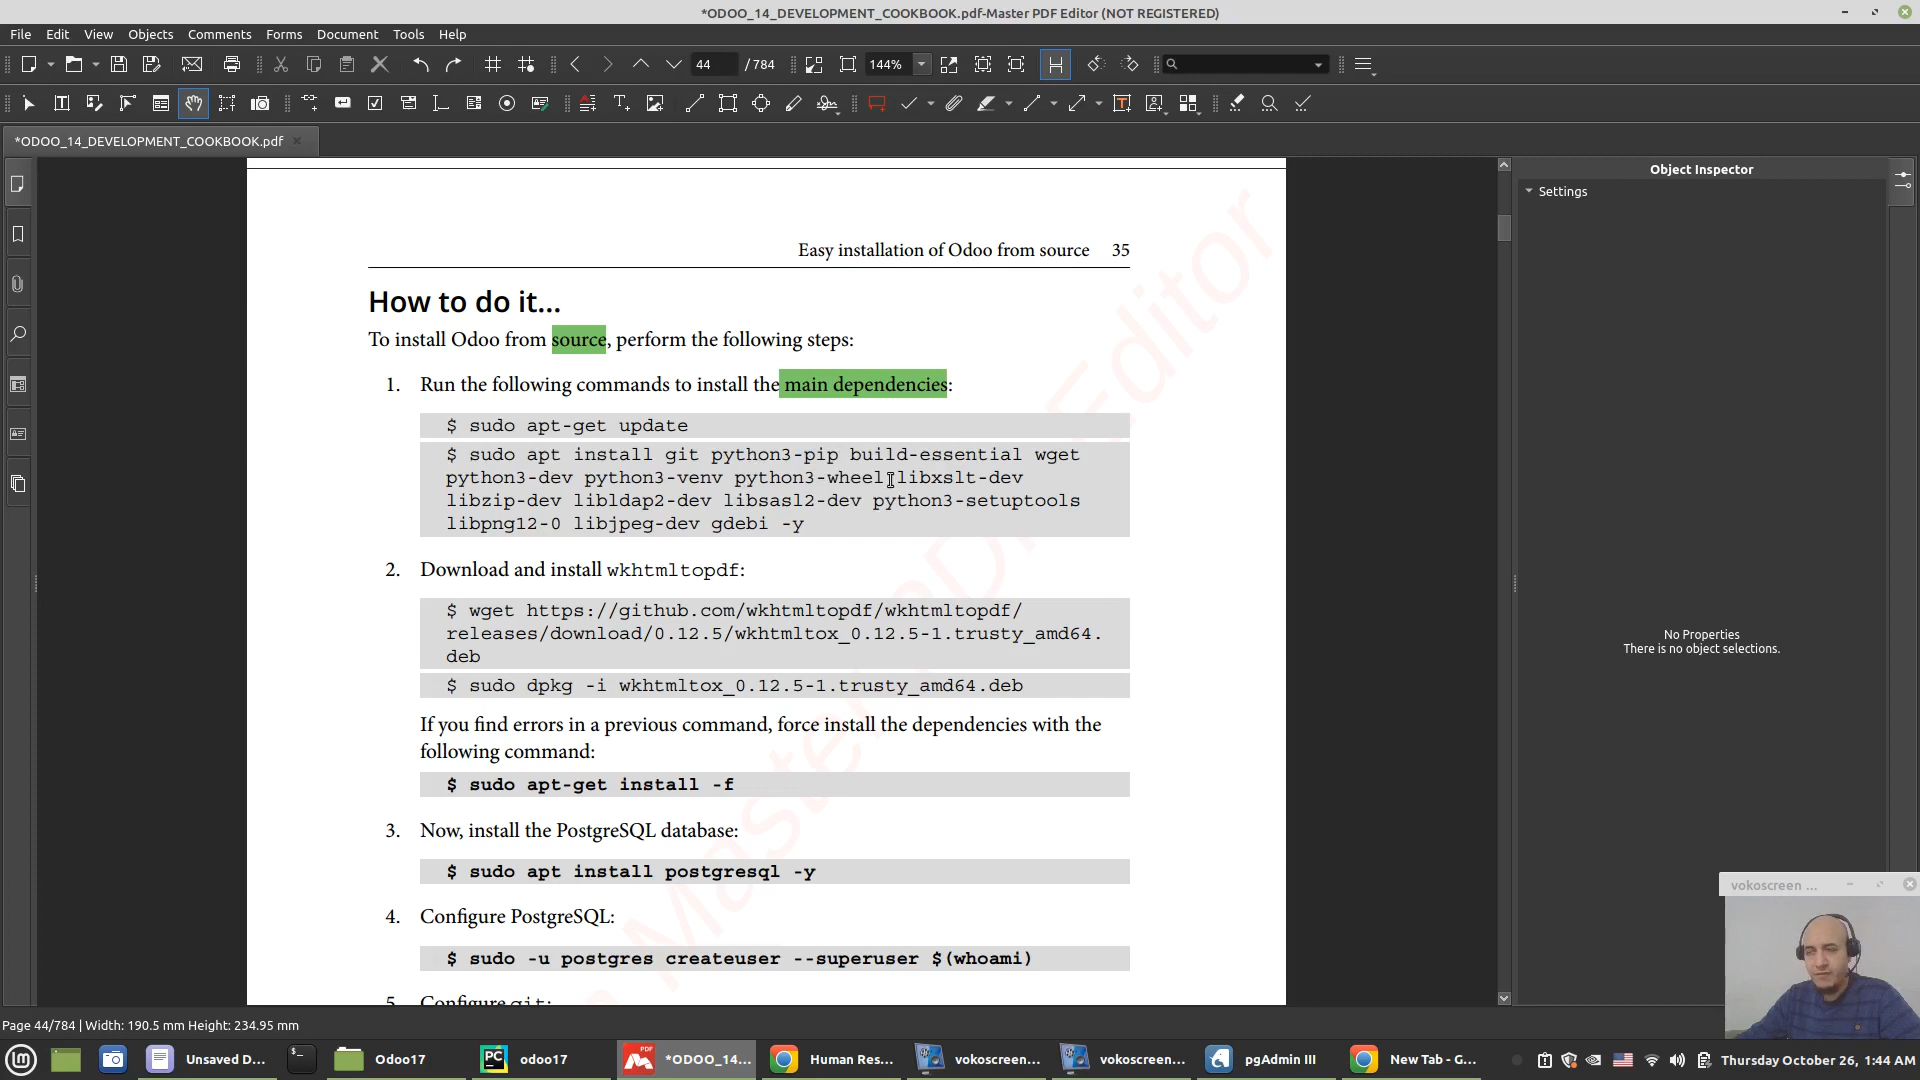 *ODOO_14_DEVELOPMENT_COOKBOOK.pdf-Master PDF Editor (NOT REGISTERED)
File Edit View Objects Comments Forms Document Tools Help
44 / 784 144%
*ODOO_14_DEVELOPMENT_COOKBOOK.pdf
Easy installation of Odoo from source 35
How to do it...
To install Odoo from source, perform the following steps:
1. Run the following commands to install the main dependencies:
$ sudo apt-get update
$ sudo apt install git python3-pip build-essential wget
python3-dev python3-venv python3-wheel libxslt-dev
libzip-dev libldap2-dev libsasl2-dev python3-setuptools
libpng12-0 libjpeg-dev gdebi -y
2. Download and install wkhtmltopdf:
$ wget https://github.com/wkhtmltopdf/wkhtmltopdf/
releases/download/0.12.5/wkhtmltox_0.12.5-1.trusty_amd64.
deb
$ sudo dpkg -i wkhtmltox_0.12.5-1.trusty_amd64.deb
If you find errors in a previous command, force install the dependencies with the
following command:
$ sudo apt-get install -f
3. Now, install the PostgreSQL database:
$ sudo apt install postgresql -y
4. Configure PostgreSQL:
$ sudo -u postgres createuser --superuser $(whoami)
5. Configure git:
Master PDF Editor
Object Inspector
Settings
No Properties
There is no object selections.
vokoscreen ...
Page 44/784 | Width: 190.5 mm Height: 234.95 mm
Unsaved D... Odoo17 PC odoo17 PDF *ODOO_14... Human Res... vokoscreen... vokoscreen... pgAdmin III New Tab - G... Thursday October 26, 1:44 AM